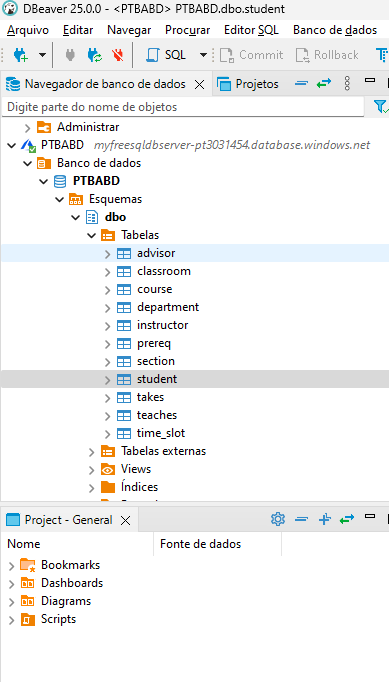 DBeaver 25.0.0 - <PTBABD> PTBABD.dbo.student
Arquivo Editar Navegar Procurar Editor SQL Banco de dados
SQL Commit Rollback
Navegador de banco de dados Projetos
Digite parte do nome de objetos
Administrar
PTBABD myfreesqldbserver-pt3031454.database.windows.net
Banco de dados
PTBABD
Esquemas
dbo
Tabelas
advisor
classroom
course
department
instructor
prereq
section
student
takes
teaches
time_slot
Tabelas externas
Views
Índices
Project - General
Nome Fonte de dados
Bookmarks
Dashboards
Diagrams
Scripts